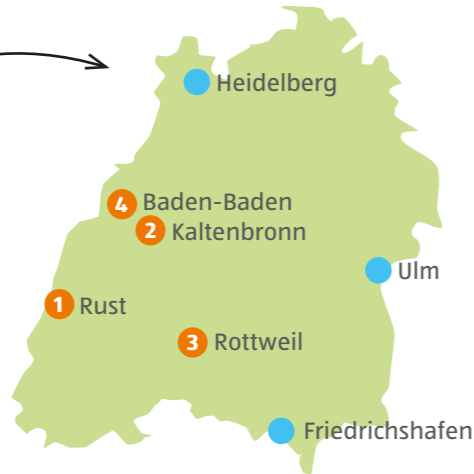 Heidelberg
4 Baden-Baden
2 Kaltenbronn
Ulm
1 Rust
3 Rottweil
Friedrichshafen